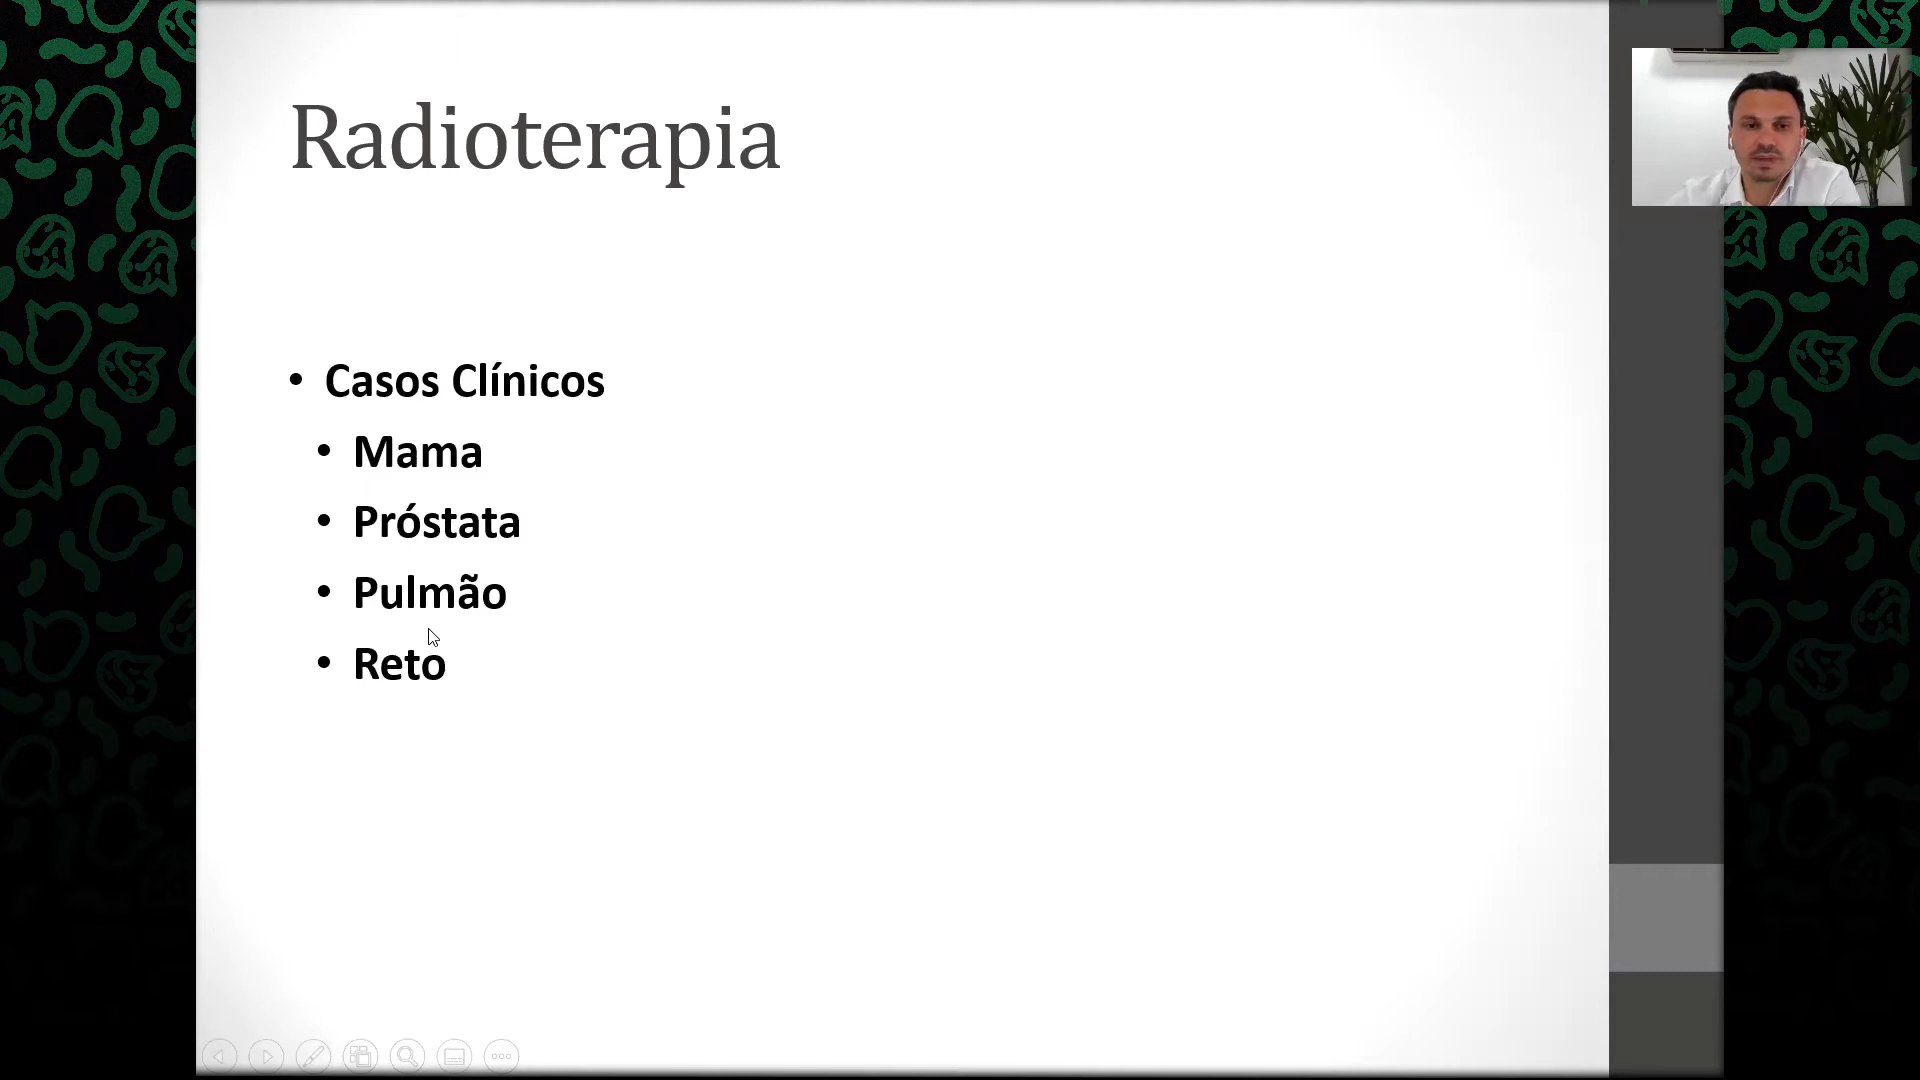 Radioterapia
• Casos Clínicos
• Mama
• Próstata
• Pulmão
• Reto